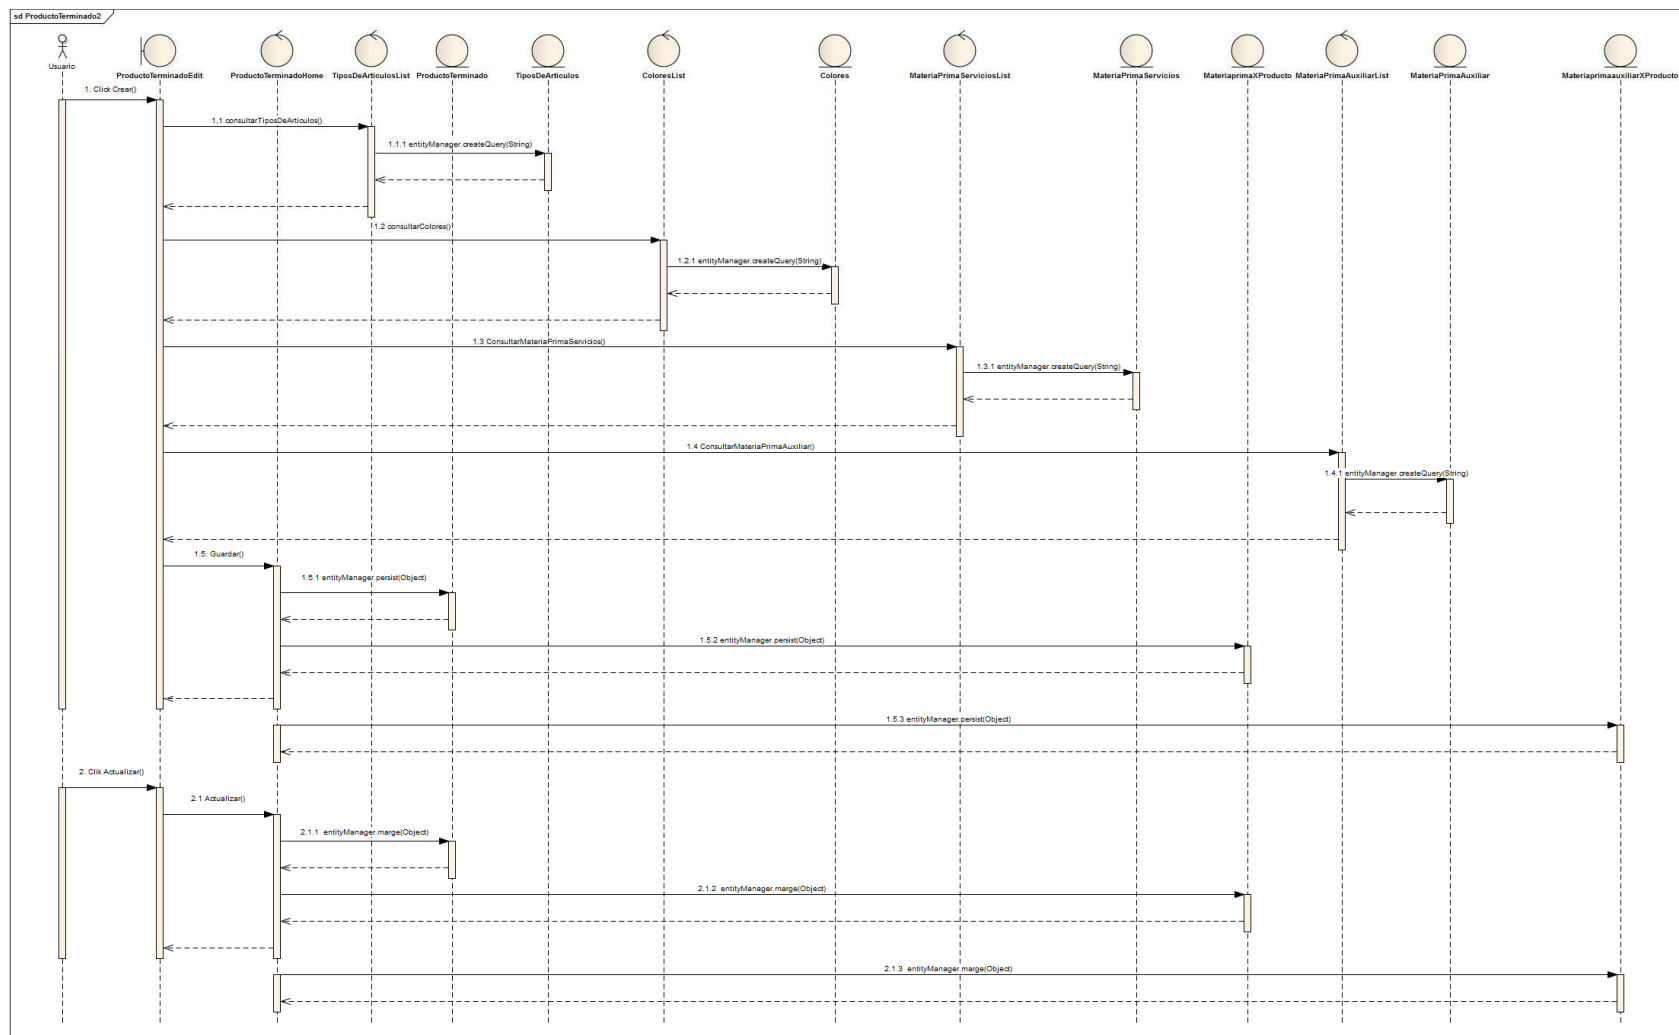 sd ProductoTerminado2
Usuario
ProductoTerminadoEdit
ProductoTerminadoHome
TiposDeArticulosList
ProductoTerminado
TiposDeArticulos
ColoresList
Colores
MateriaPrimaServiciosList
MateriaPrimaServicios
MateriaprimaXProducto
MateriaPrimaAuxiliarList
MateriaPrimaAuxiliar
MateriaprimaauxiliarXProducto
1. Click Crear()
1,1 consultarTiposDeArticulos()
1.1.1 entityManager.createQuery(String)
1.2 consultarColores()
1.2.1 entityManager.createQuery(String)
1.3 ConsultarMateriaPrimaServicios()
1.3.1 entityManager.createQuery(String)
1.4 ConsultarMateriaPrimaAuxiliar()
1.4.1 entityManager.createQuery(String)
1.5. Guardar()
1.5.1 entityManager.persist(Object)
1.5.2 entityManager.persist(Object)
1.5.3 entityManager.persist(Object)
2. Clik Actualizar()
2.1 Actualizar()
2.1.1 entityManager.marge(Object)
2.1.2 entityManager.marge(Object)
2.1.3 entityManager.marge(Object)